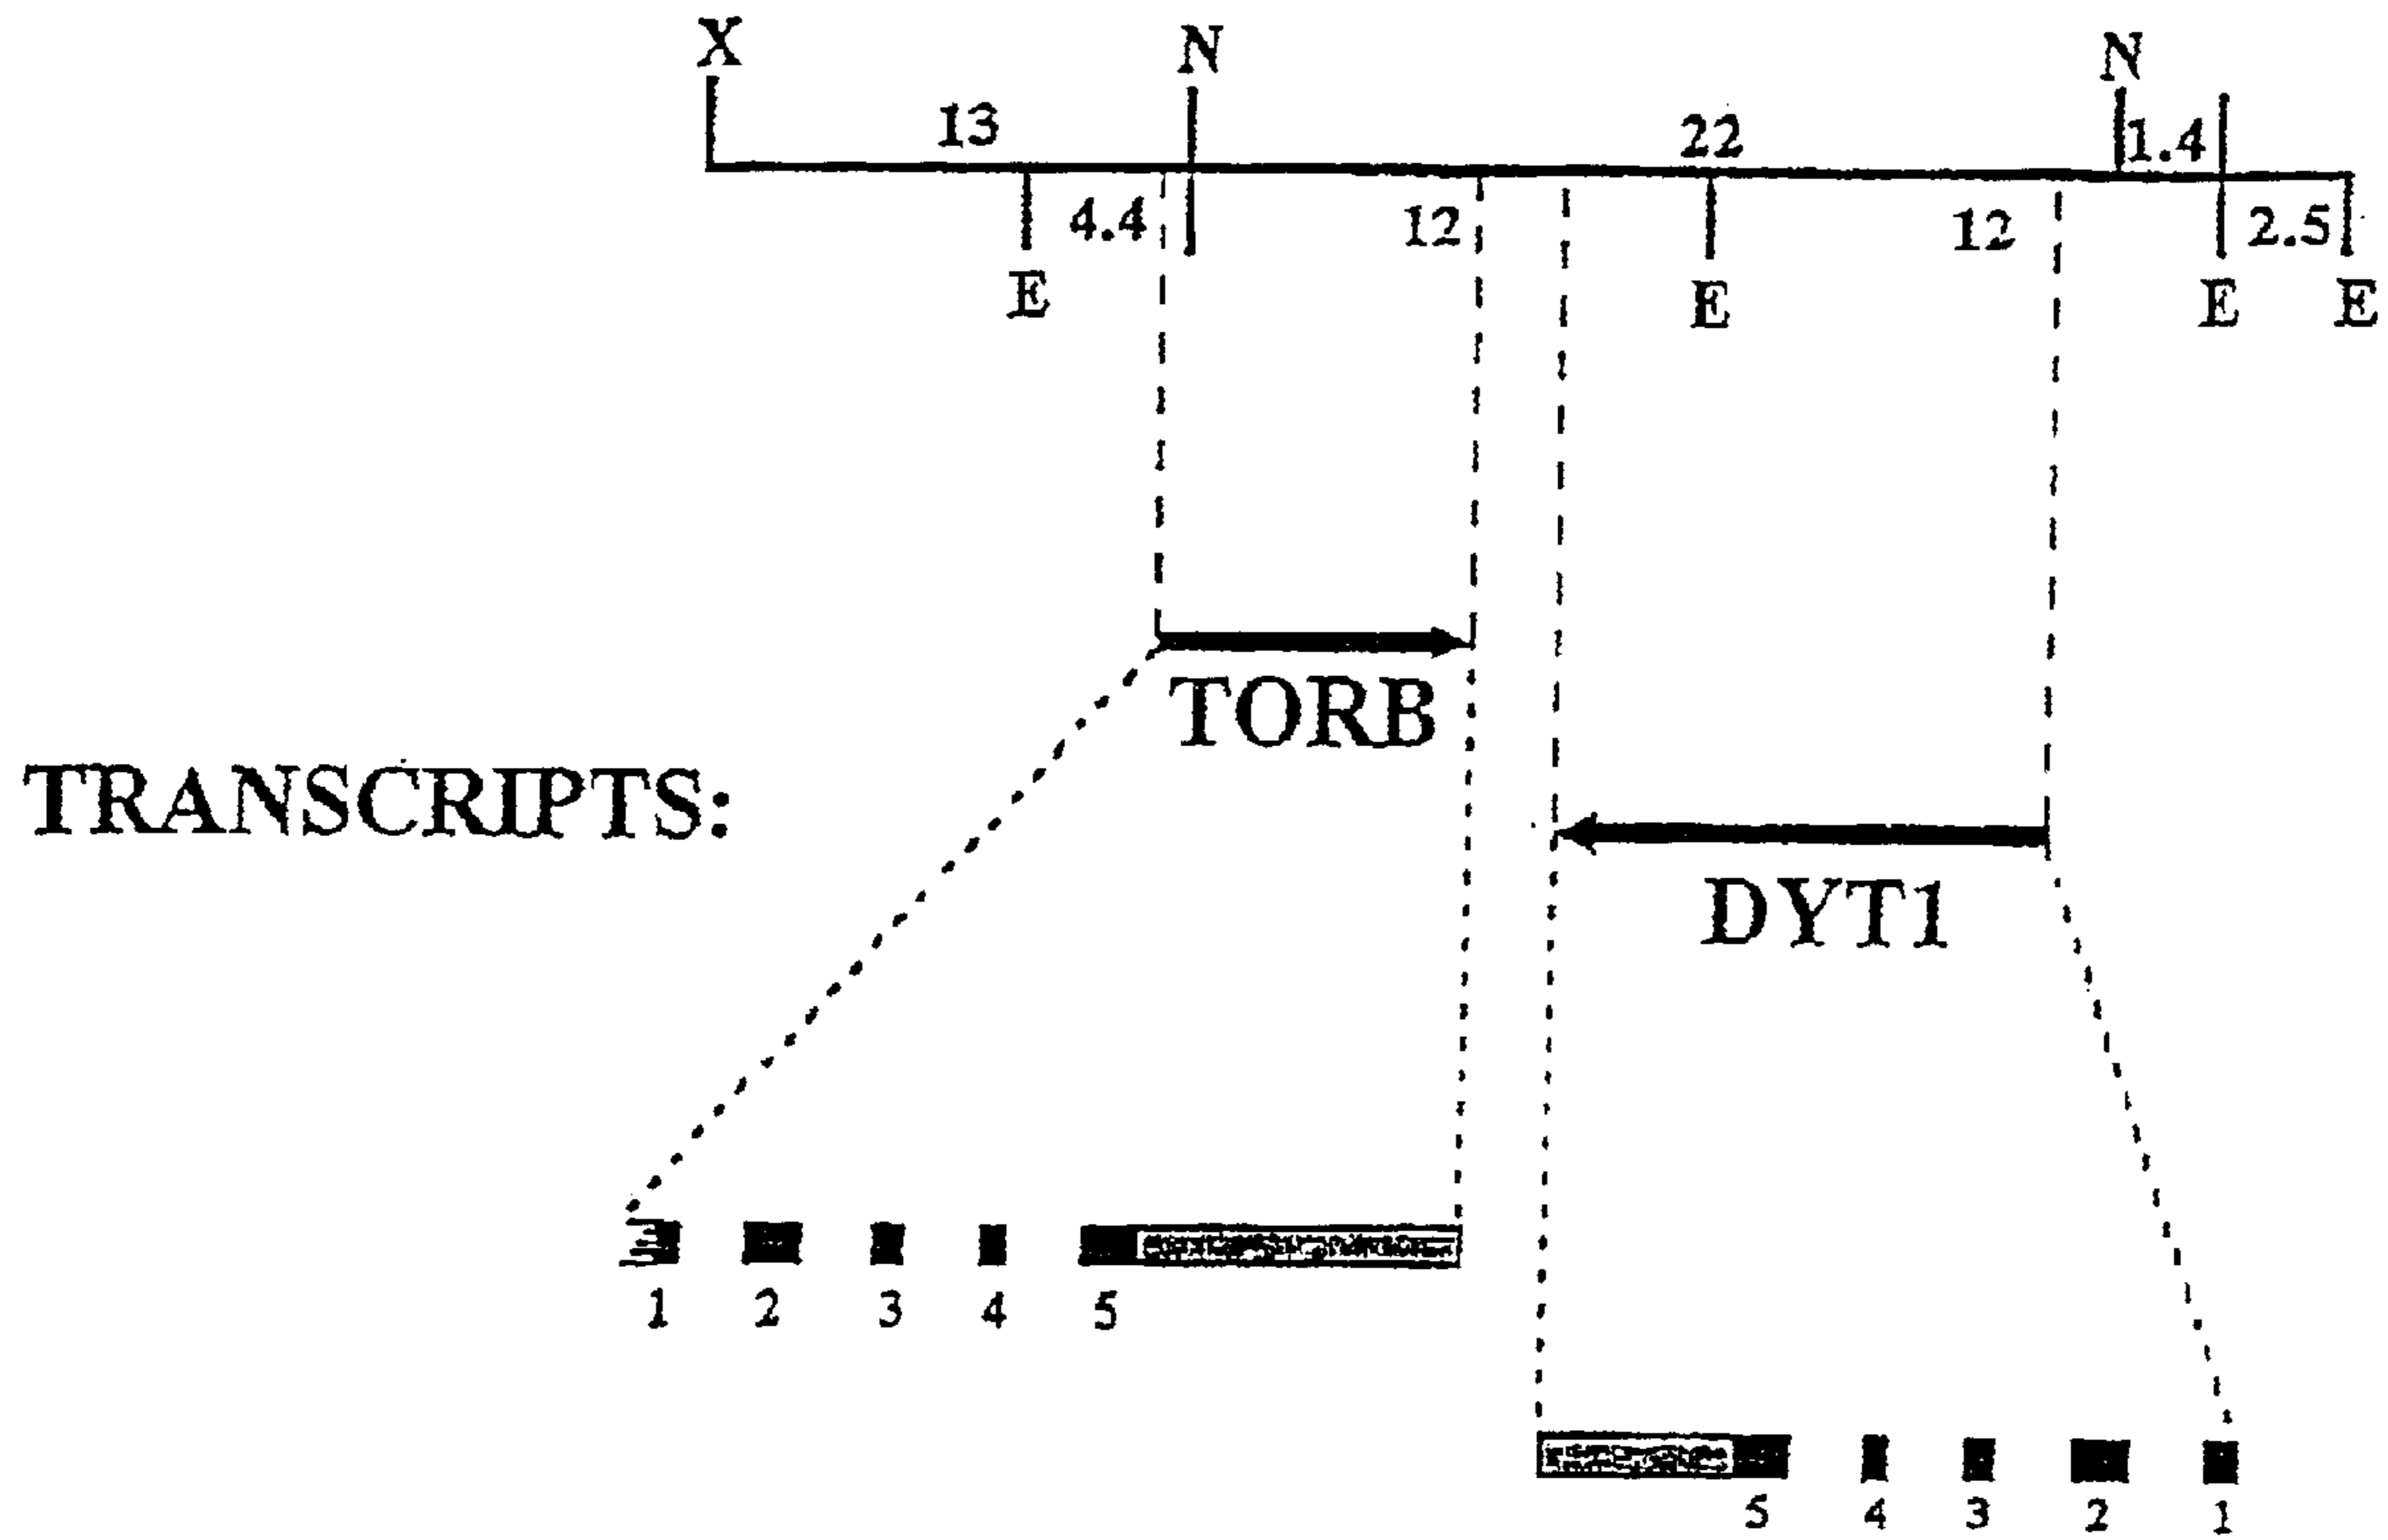 X N N
13 22 1.4
4.4 12 12 2.5
E E E E
TORB
TRANSCRIPTS:
DYT1
1 2 3 4 5
5 4 3 2 1